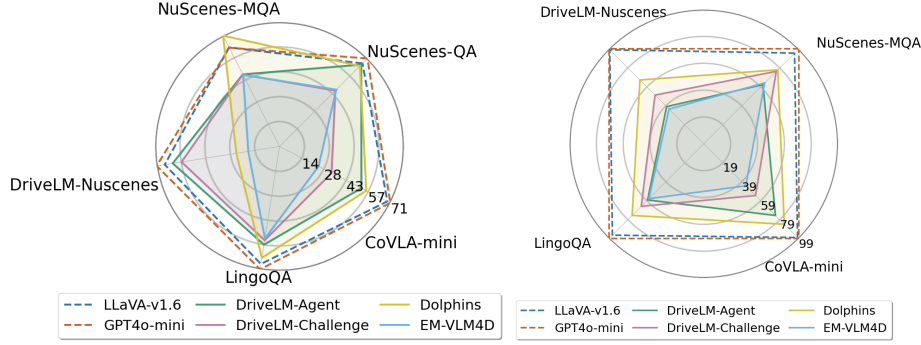 NuScenes-MQA
NuScenes-QA
DriveLM-Nuscenes
14
28
43
57
71
CoVLA-mini
LingoQA
LLaVA-v1.6
DriveLM-Agent
Dolphins
GPT4o-mini
DriveLM-Challenge
EM-VLM4D
DriveLM-Nuscenes
NuScenes-MQA
19
39
59
79
99
LingoQA
CoVLA-mini
LLaVA-v1.6
DriveLM-Agent
Dolphins
GPT4o-mini
DriveLM-Challenge
EM-VLM4D